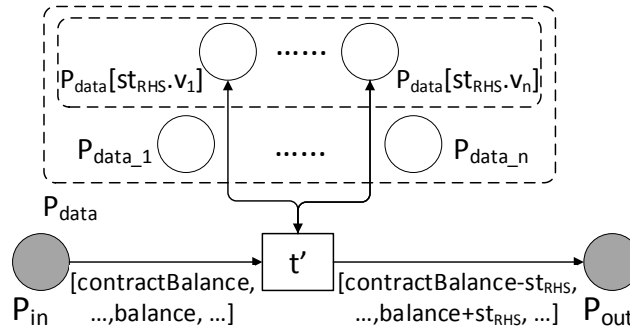 ......
P_data[st_RHS.v_1] P_data[st_RHS.v_n]
P_data_1 ...... P_data_n
P_data
t'
[contractBalance, [contractBalance-st_RHS,
P_in ...,balance, ...] ...,balance+st_RHS, ...] P_out